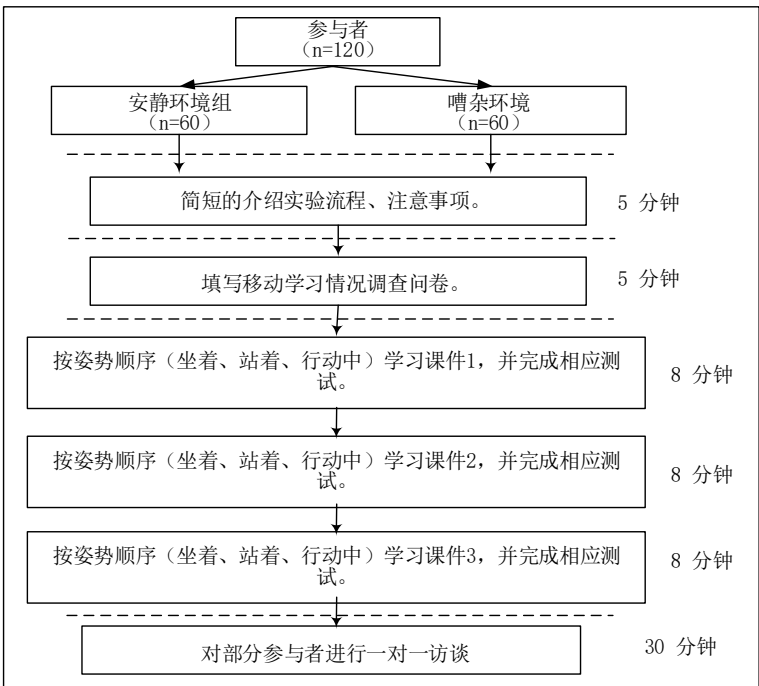 参与者
（n=120）
安静环境组
（n=60）
嘈杂环境
（n=60）
简短的介绍实验流程、注意事项。
5 分钟
填写移动学习情况调查问卷。
5 分钟
按姿势顺序（坐着、站着、行动中）学习课件1，并完成相应测
试。
8 分钟
按姿势顺序（坐着、站着、行动中）学习课件2，并完成相应测
试。
8 分钟
按姿势顺序（坐着、站着、行动中）学习课件3，并完成相应测
试。
8 分钟
对部分参与者进行一对一访谈
30 分钟